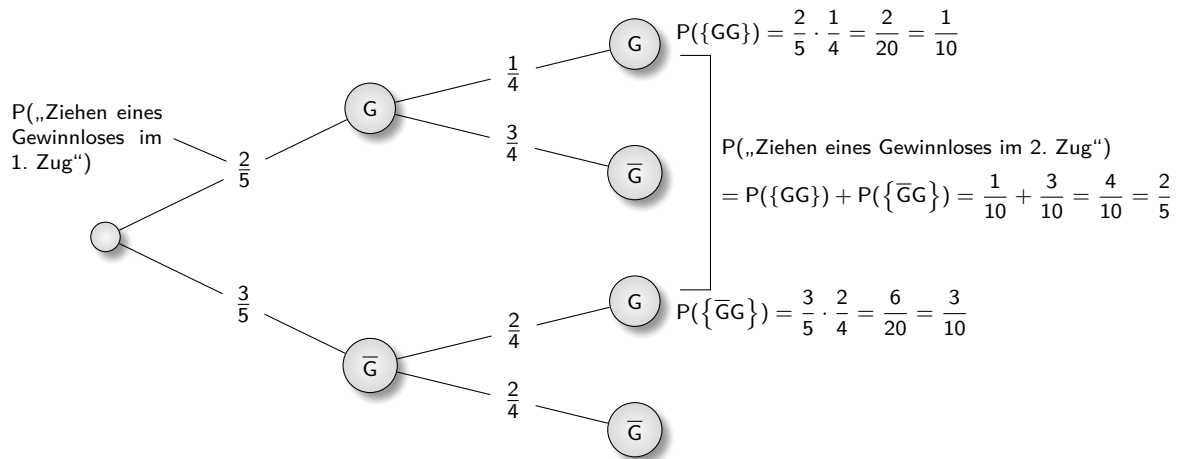 G P({GG}) = 2/5 · 1/4 = 2/20 = 1/10
1/4
P(„Ziehen eines
Gewinnloses im
1. Zug“)
G
2/5
3/4
G̅
P(„Ziehen eines Gewinnloses im 2. Zug“)
= P({GG}) + P({G̅G}) = 1/10 + 3/10 = 4/10 = 2/5
3/5
G
P({G̅G}) = 3/5 · 2/4 = 6/20 = 3/10
2/4
G̅
2/4
G̅